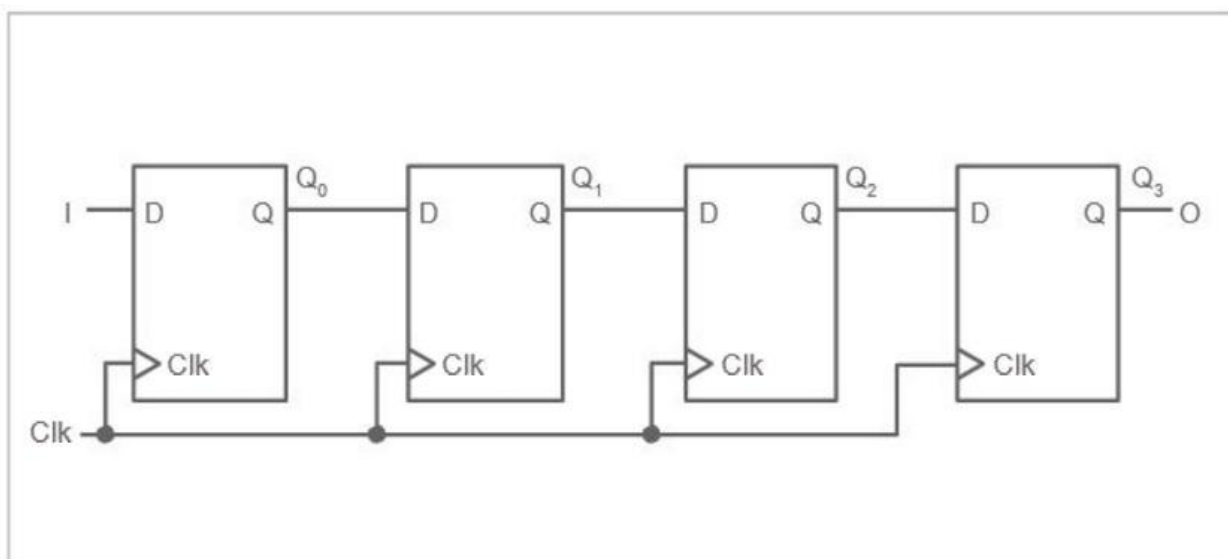 Q₀ Q₁ Q₂ Q₃
I D Q D Q D Q D Q O
Clk Clk Clk Clk
Clk